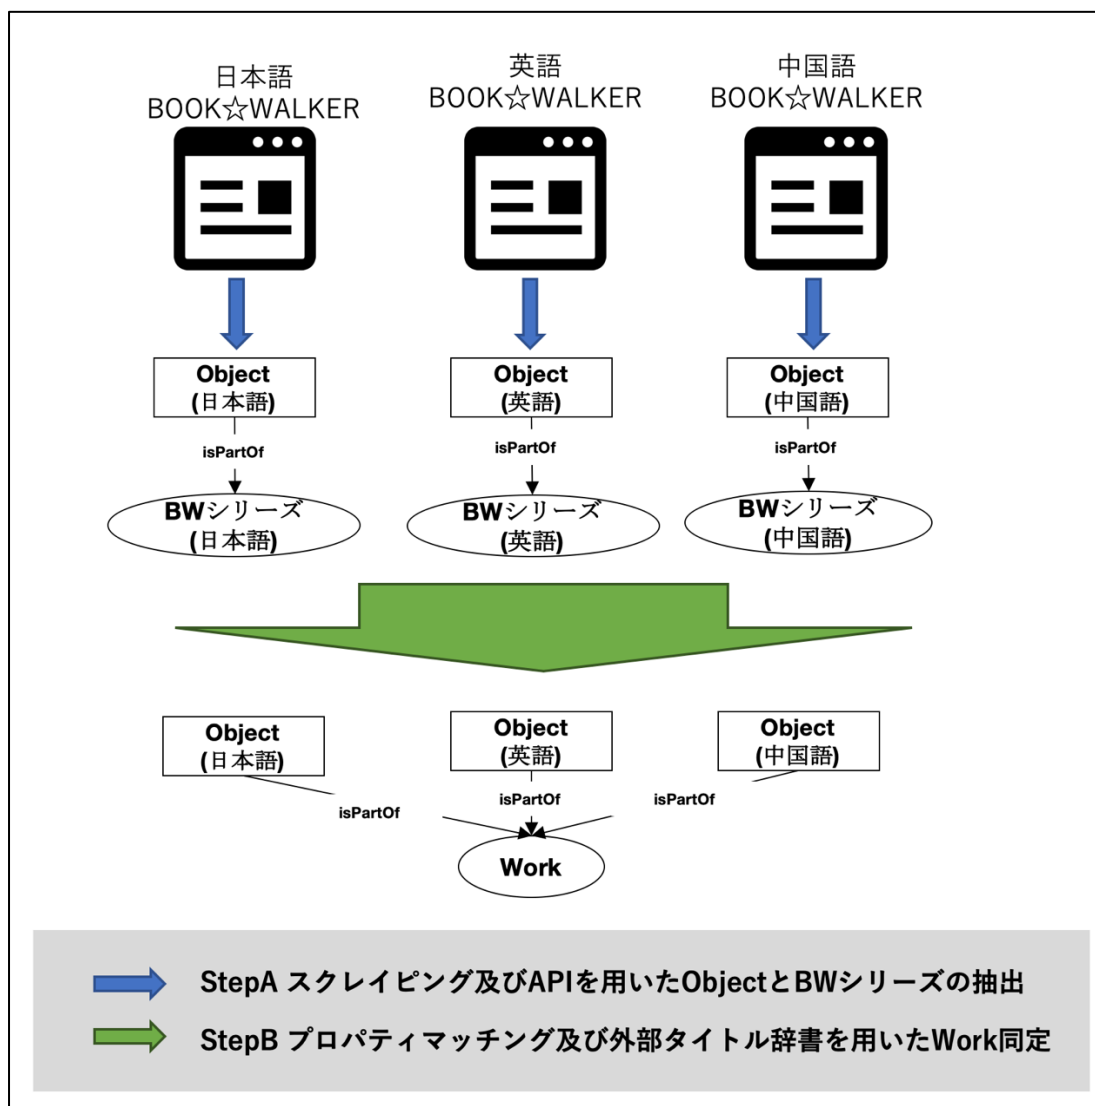 日本語
BOOK☆WALKER
英語
BOOK☆WALKER
中国語
BOOK☆WALKER
Object
(日本語)
Object
(英語)
Object
(中国語)
isPartOf
isPartOf
isPartOf
BWシリーズ
(日本語)
BWシリーズ
(英語)
BWシリーズ
(中国語)
Object
(日本語)
Object
(英語)
Object
(中国語)
isPartOf
isPartOf
isPartOf
Work
StepA スクレイピング及びAPIを用いたObjectとBWシリーズの抽出
StepB プロパティマッチング及び外部タイトル辞書を用いたWork同定